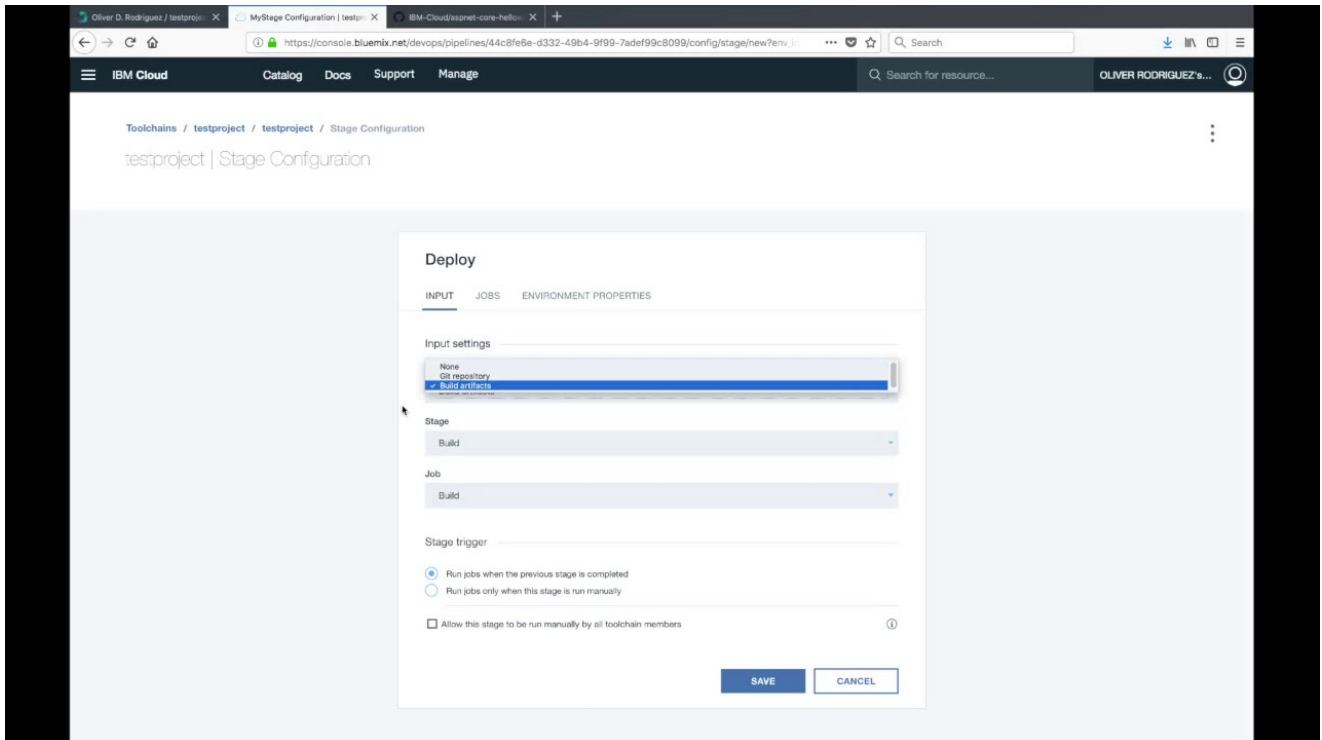 Oliver D. Rodriguez / testproje
MyStage Configuration | testpr
IBM-Cloud/aspnet-core-hellow
https://console.bluemix.net/devops/pipelines/44c8fe6e-d332-49b4-9f99-7adef99c8099/config/stage/new?env_i
Search
IBM Cloud
Catalog
Docs
Support
Manage
Search for resource...
OLIVER RODRIGUEZ's...
Toolchains / testproject / testproject / Stage Configuration
testproject | Stage Configuration
Deploy
INPUT
JOBS
ENVIRONMENT PROPERTIES
Input settings
None
Git repository
✓ Build artifacts
Stage
Build
Job
Build
Stage trigger
Run jobs when the previous stage is completed
Run jobs only when this stage is run manually
Allow this stage to be run manually by all toolchain members
SAVE
CANCEL